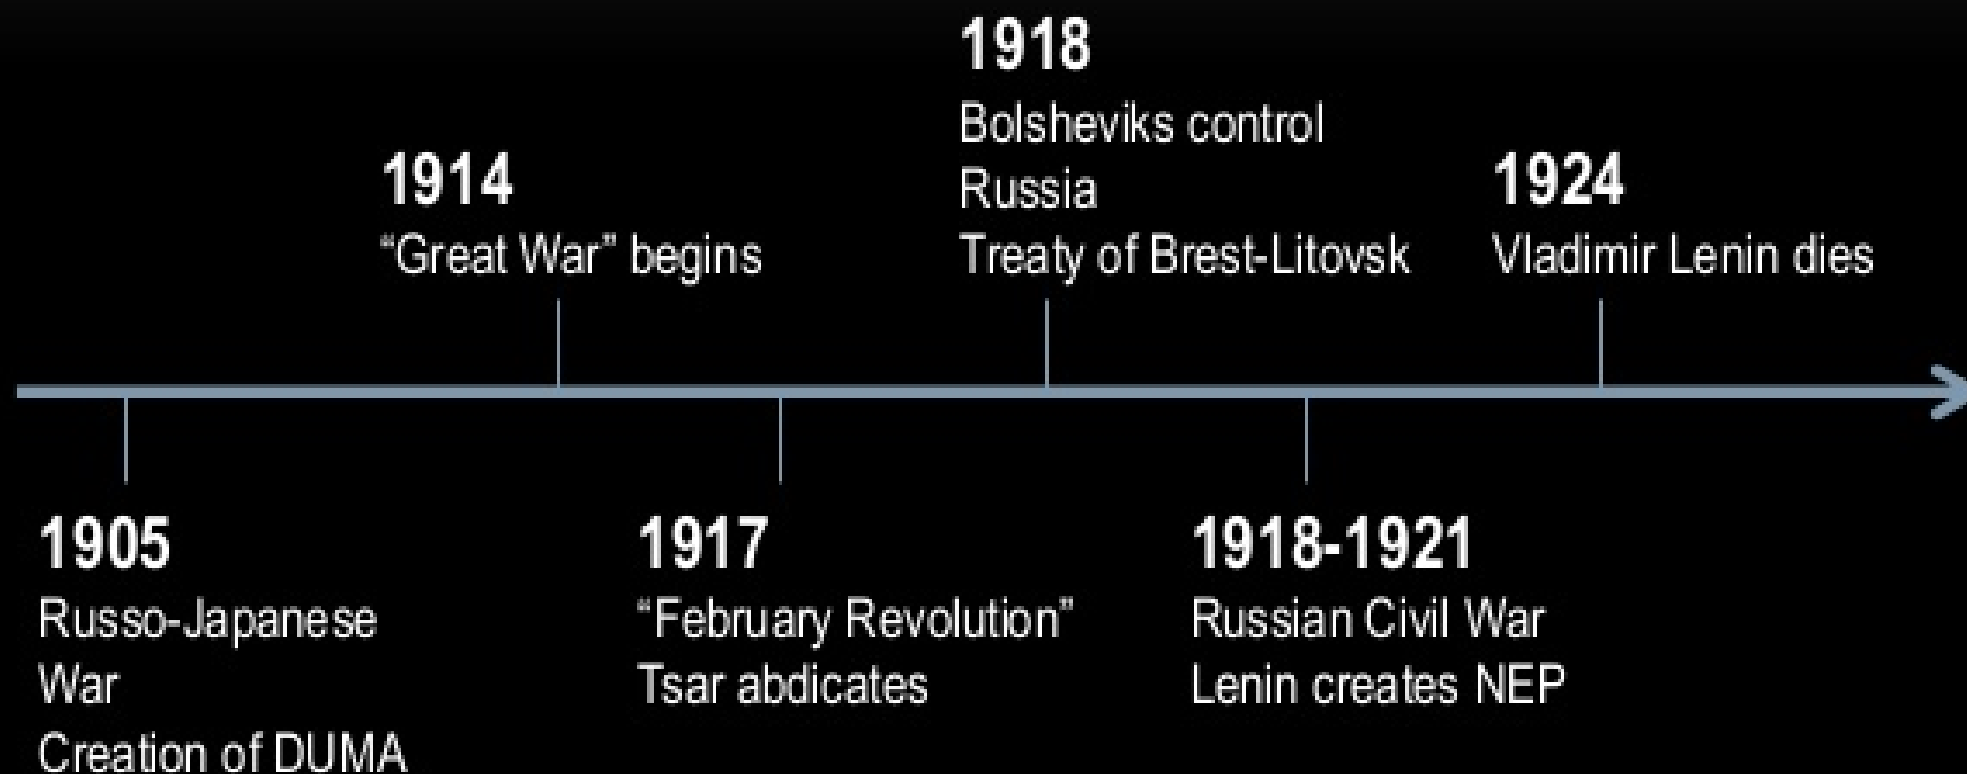 1905
Russo-Japanese
War
Creation of DUMA
1914
“Great War” begins
1917
“February Revolution”
Tsar abdicates
1918
Bolsheviks control
Russia
Treaty of Brest-Litovsk
1918-1921
Russian Civil War
Lenin creates NEP
1924
Vladimir Lenin dies